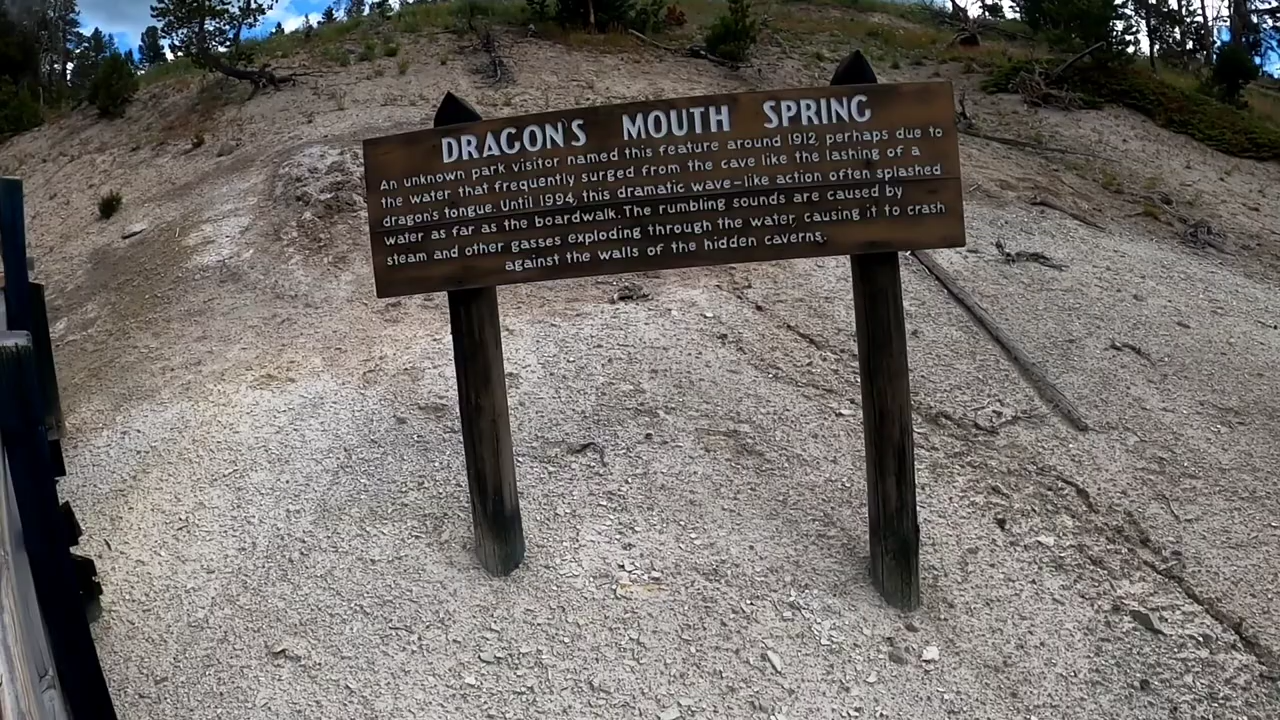 DRAGON'S MOUTH SPRING
An unknown park visitor named this feature around 1912, perhaps due to
the water that frequently surged from the cave like the lashing of a
dragon's tongue. Until 1994, this dramatic wave-like action often splashed
water as far as the boardwalk. The rumbling sounds are caused by
steam and other gasses exploding through the water, causing it to crash
against the walls of the hidden caverns.